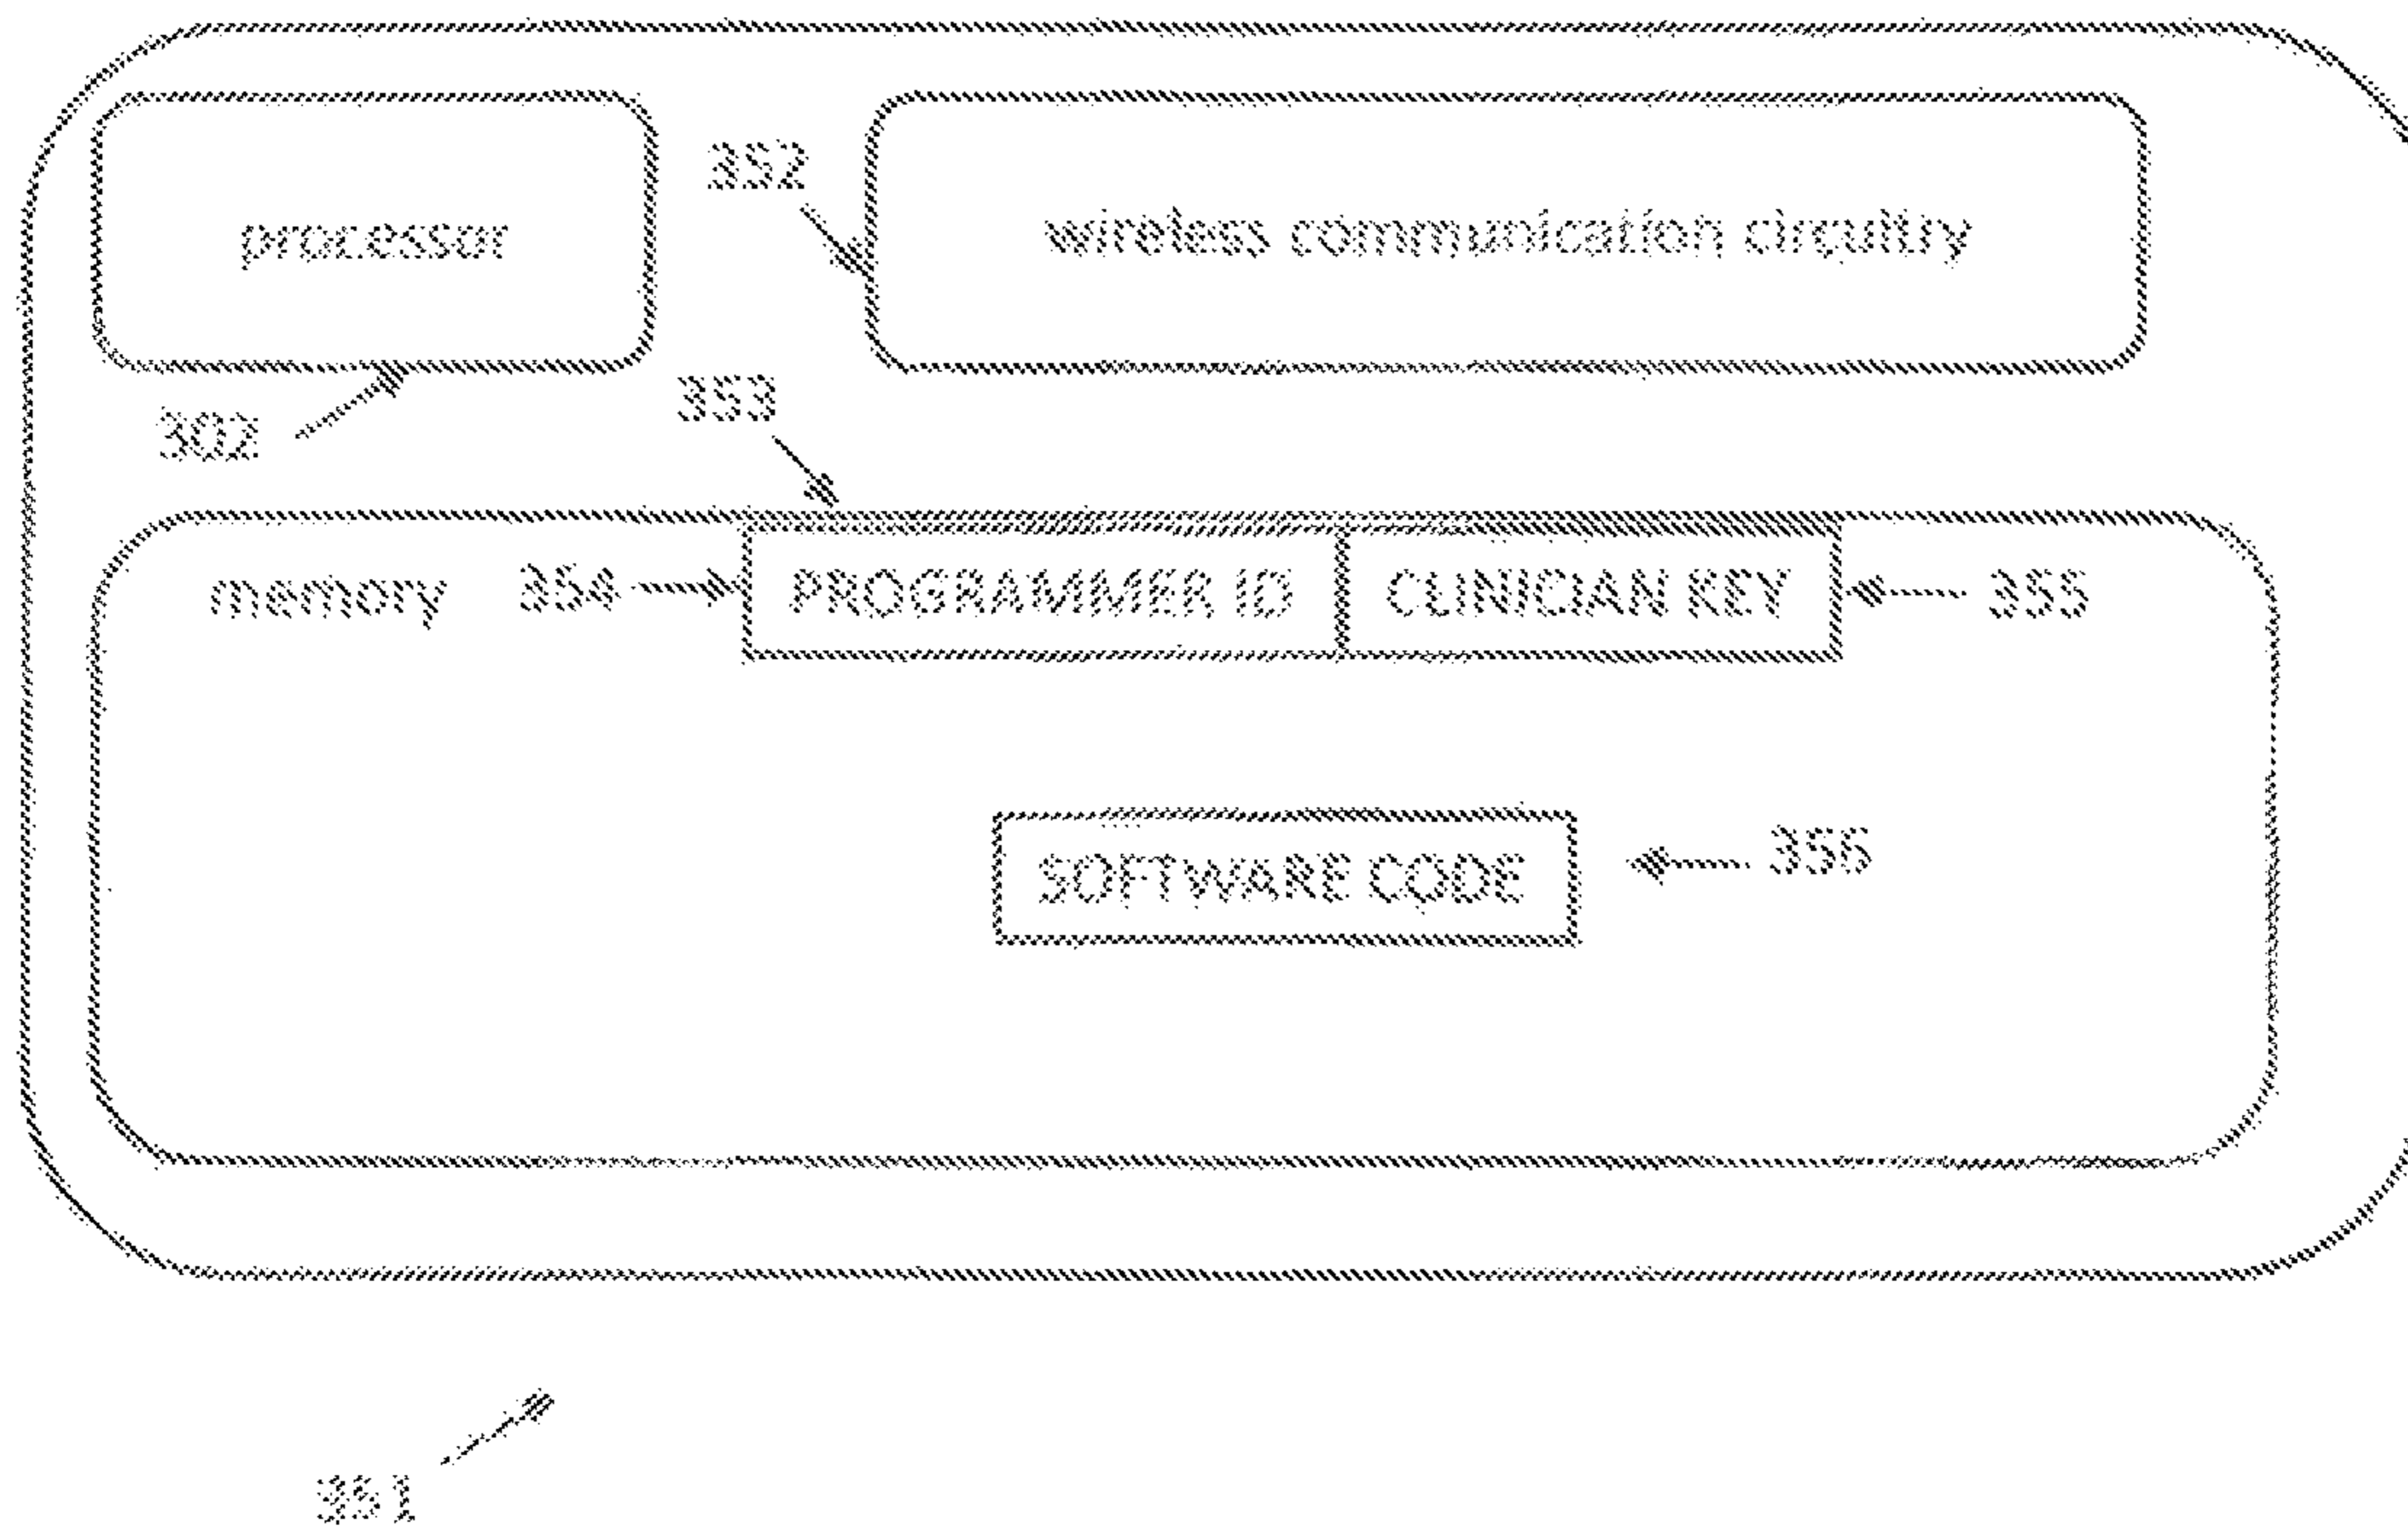 352
processor
wireless communication circuitry
353
302
memory
354
PROGRAMMER ID
CLINICIAN KEY
355
SOFTWARE CODE
356
351